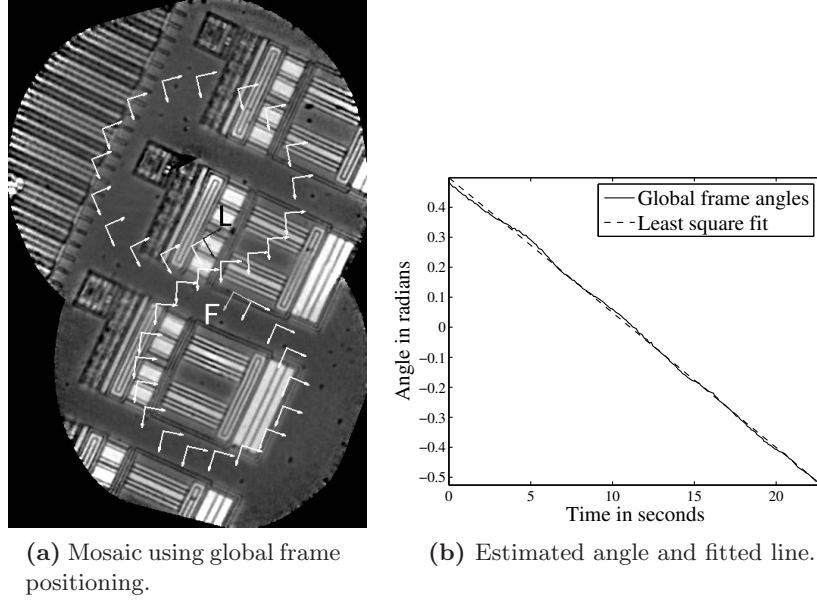 L
F
(a) Mosaic using global frame
positioning.
Global frame angles
Least square fit
Angle in radians
0.4
0.3
0.2
0.1
0
-0.1
-0.2
-0.3
-0.4
-0.5
0 5 10 15 20
Time in seconds
(b) Estimated angle and fitted line.